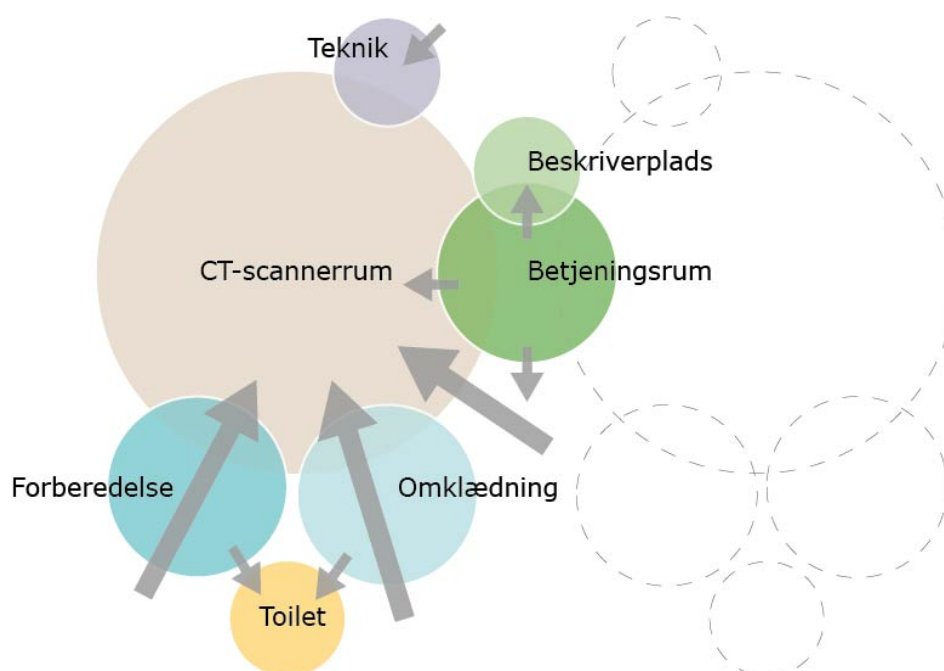 Teknik
Beskriverplads
CT-scannerrum
Betjeningsrum
Forberedelse
Omklædning
Toilet